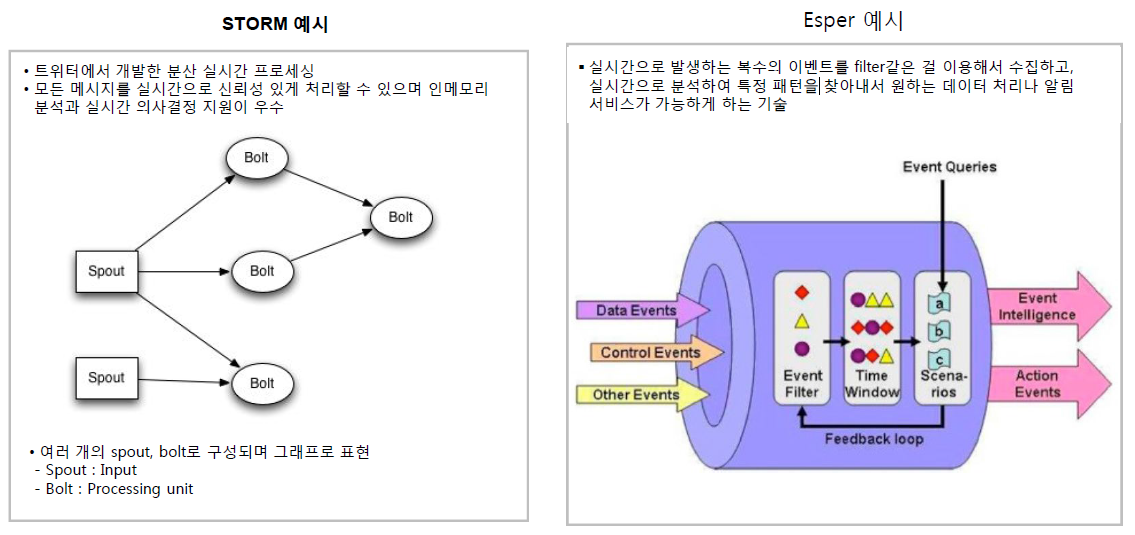 STORM 예시
• 트위터에서 개발한 분산 실시간 프로세싱
• 모든 메시지를 실시간으로 신뢰성 있게 처리할 수 있으며 인메모리
분석과 실시간 의사결정 지원이 우수
Bolt
Bolt
Spout
Bolt
Spout
Bolt
• 여러 개의 spout, bolt로 구성되며 그래프로 표현
- Spout : Input
- Bolt : Processing unit
Esper 예시
▪ 실시간으로 발생하는 복수의 이벤트를 filter같은 걸 이용해서 수집하고,
실시간으로 분석하여 특정 패턴을 찾아내서 원하는 데이터 처리나 알림
서비스가 가능하게 하는 기술
Event Queries
Data Events
Control Events
Other Events
Event
Filter
Time
Window
a
b
c
Scena-
rios
Feedback loop
Event
Intelligence
Action
Events